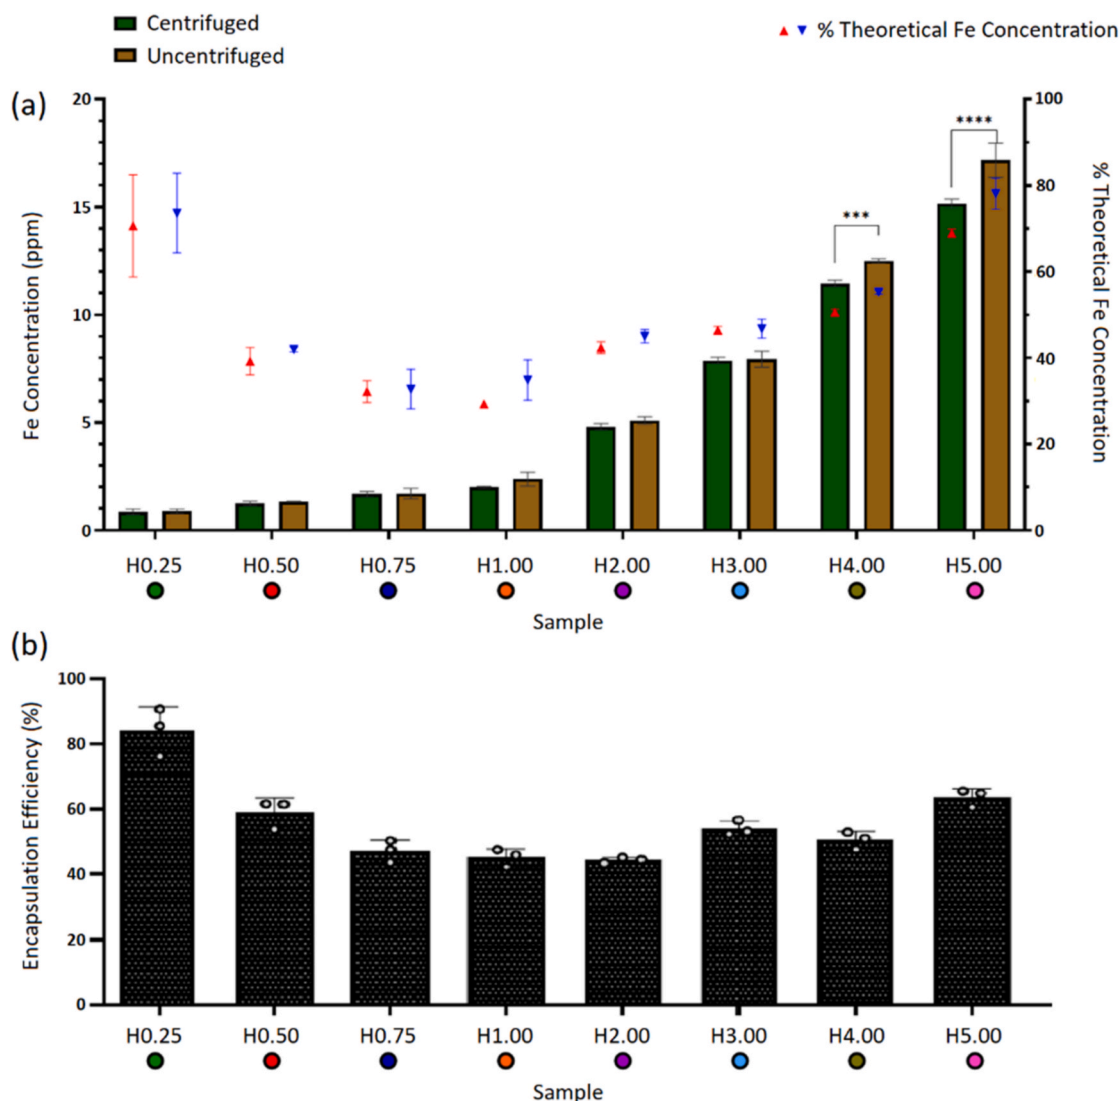 Centrifuged
Uncentrifuged
▲ ▼ % Theoretical Fe Concentration
(a)
20
15
10
5
0
Fe Concentration (ppm)
*** 
****
100
80
60
40
20
0
% Theoretical Fe Concentration
H0.25 H0.50 H0.75 H1.00 H2.00 H3.00 H4.00 H5.00
Sample
(b)
100
80
60
40
20
0
Encapsulation Efficiency (%)
H0.25 H0.50 H0.75 H1.00 H2.00 H3.00 H4.00 H5.00
Sample